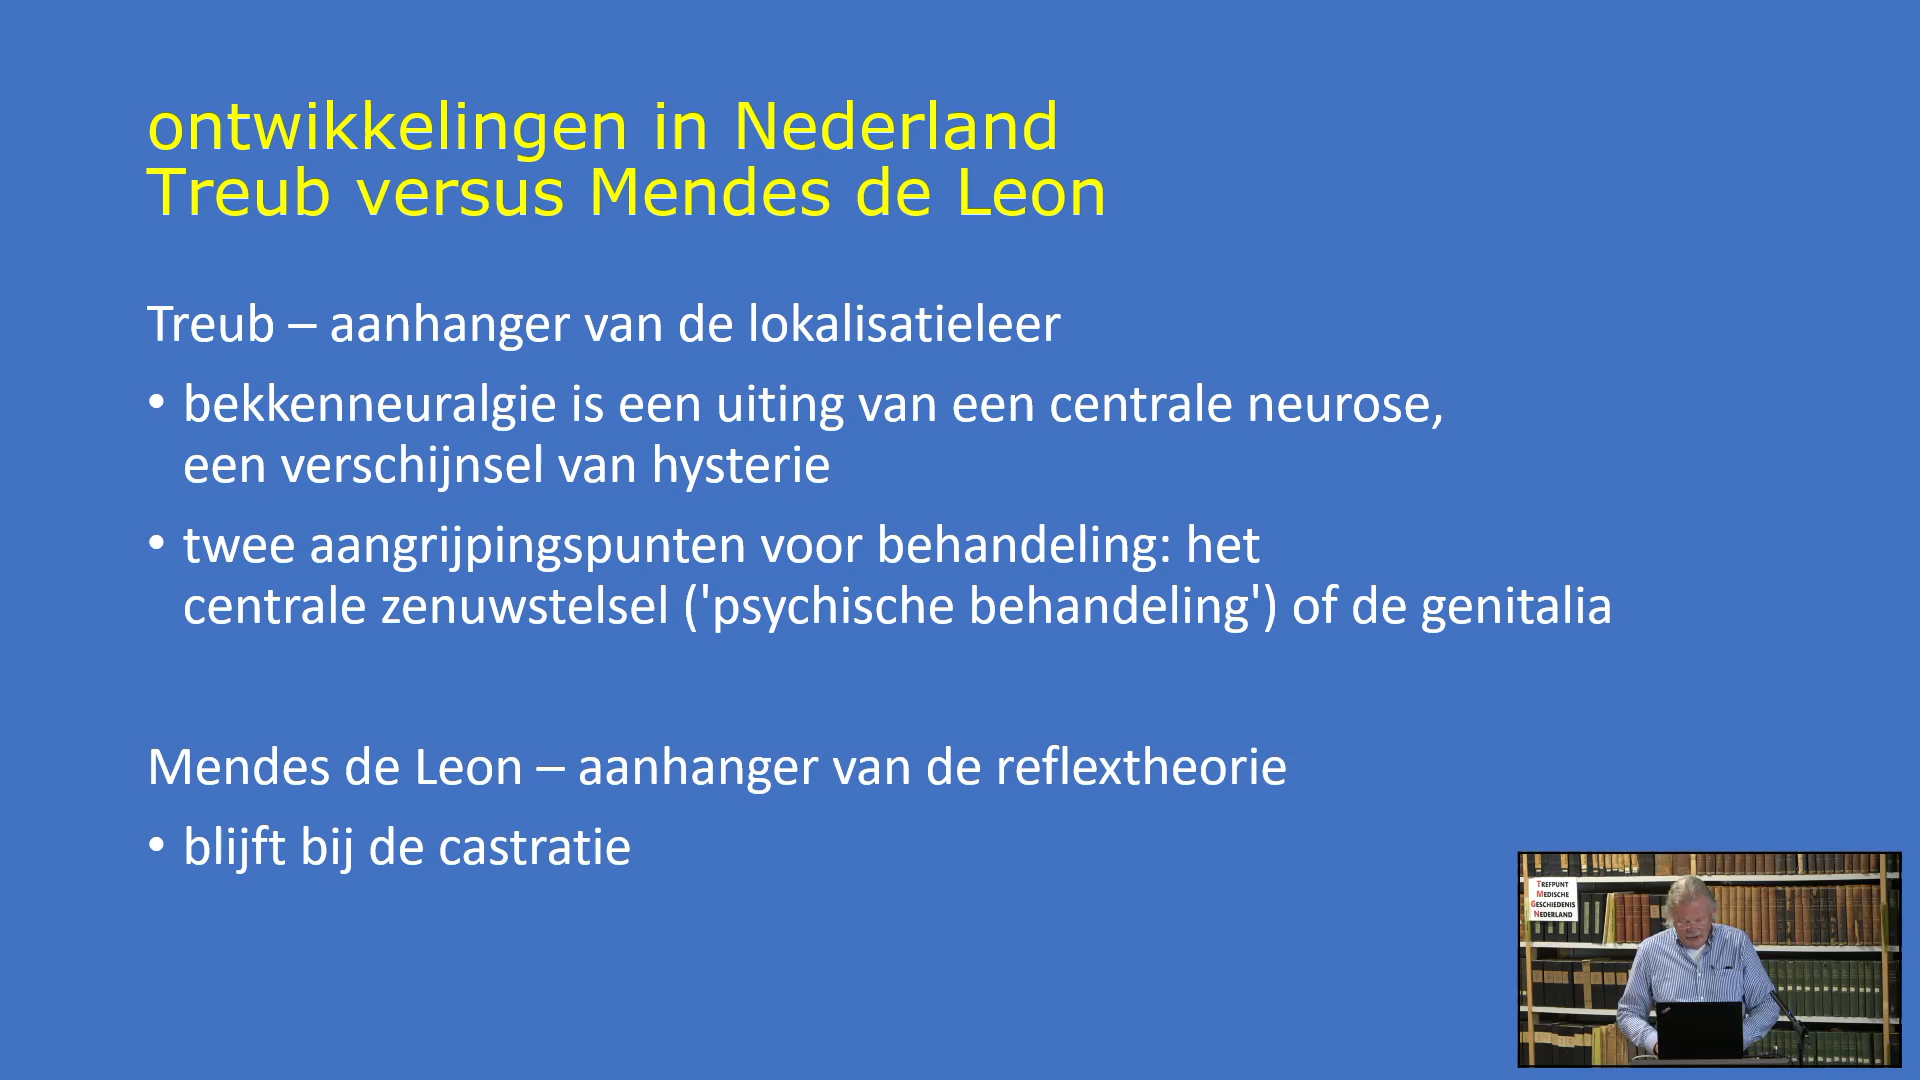 ontwikkelingen in Nederland
Treub versus Mendes de Leon
Treub – aanhanger van de lokalisatieleer
• bekkenneuralgie is een uiting van een centrale neurose,
een verschijnsel van hysterie
• twee aangrijpingspunten voor behandeling: het
centrale zenuwstelsel ('psychische behandeling') of de genitalia
Mendes de Leon – aanhanger van de reflextheorie
• blijft bij de castratie
TREFPUNT
MEDISCHE
GESCHIEDENIS
NEDERLAND